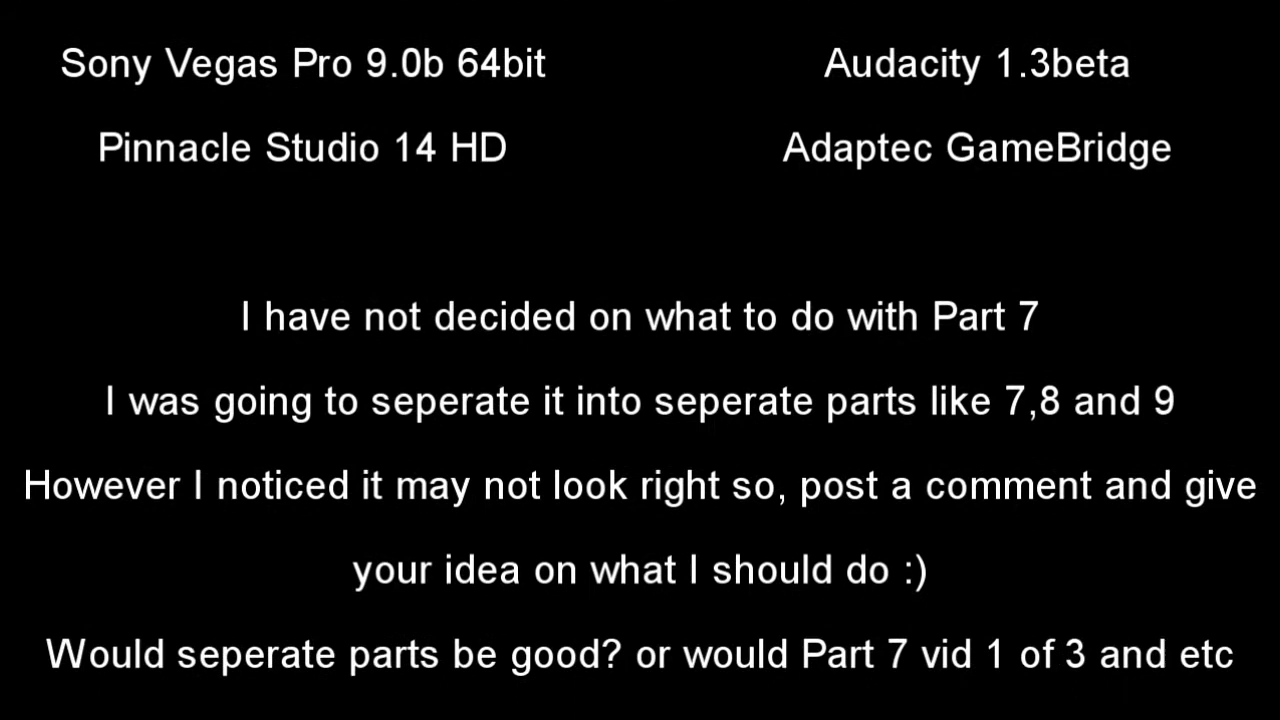 Sony Vegas Pro 9.0b 64bit
Audacity 1.3beta
Pinnacle Studio 14 HD
Adaptec GameBridge
I have not decided on what to do with Part 7
I was going to seperate it into seperate parts like 7,8 and 9
However I noticed it may not look right so, post a comment and give
your idea on what I should do :)
Would seperate parts be good? or would Part 7 vid 1 of 3 and etc